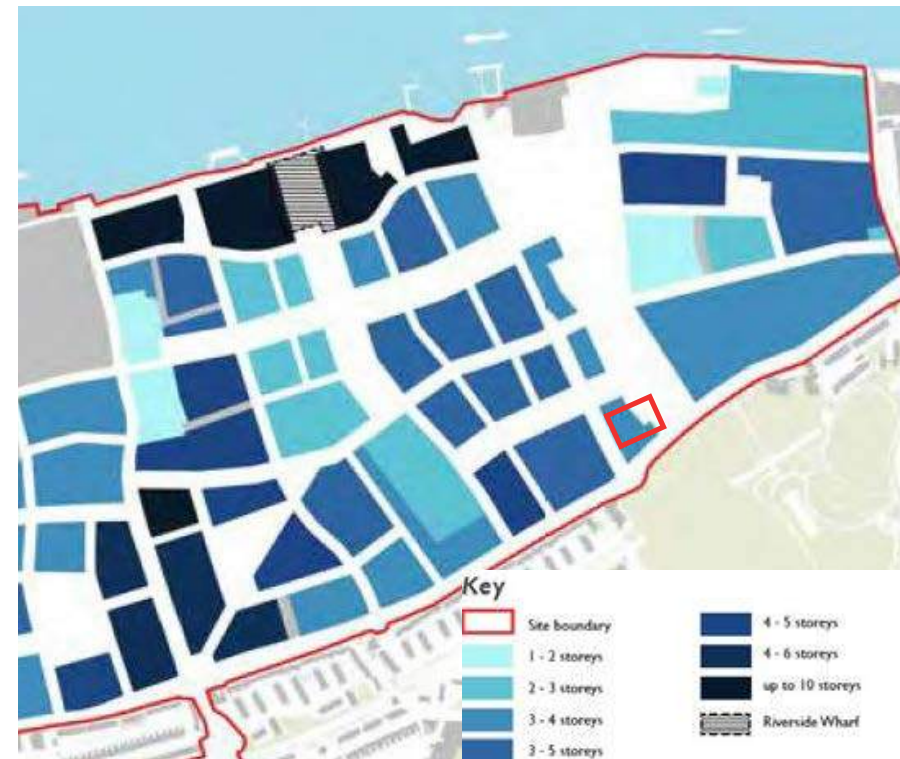 Key
Site boundary
1 - 2 storeys
2 - 3 storeys
3 - 4 storeys
3 - 5 storeys
4 - 5 storeys
4 - 6 storeys
up to 10 storeys
Riverside Wharf